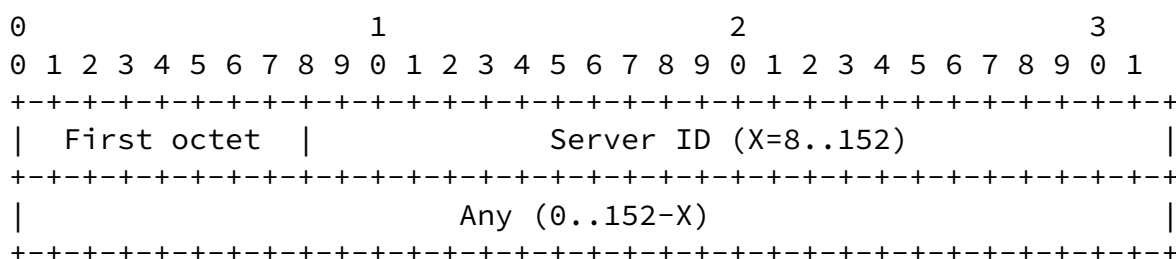 0                   1                   2                   3
0 1 2 3 4 5 6 7 8 9 0 1 2 3 4 5 6 7 8 9 0 1 2 3 4 5 6 7 8 9 0 1
+-+-+-+-+-+-+-+-+-+-+-+-+-+-+-+-+-+-+-+-+-+-+-+-+-+-+-+-+-+-+-+-+
|  First octet  |             Server ID (X=8..152)              |
+-+-+-+-+-+-+-+-+-+-+-+-+-+-+-+-+-+-+-+-+-+-+-+-+-+-+-+-+-+-+-+-+
|                        Any (0..152-X)                         |
+-+-+-+-+-+-+-+-+-+-+-+-+-+-+-+-+-+-+-+-+-+-+-+-+-+-+-+-+-+-+-+-+